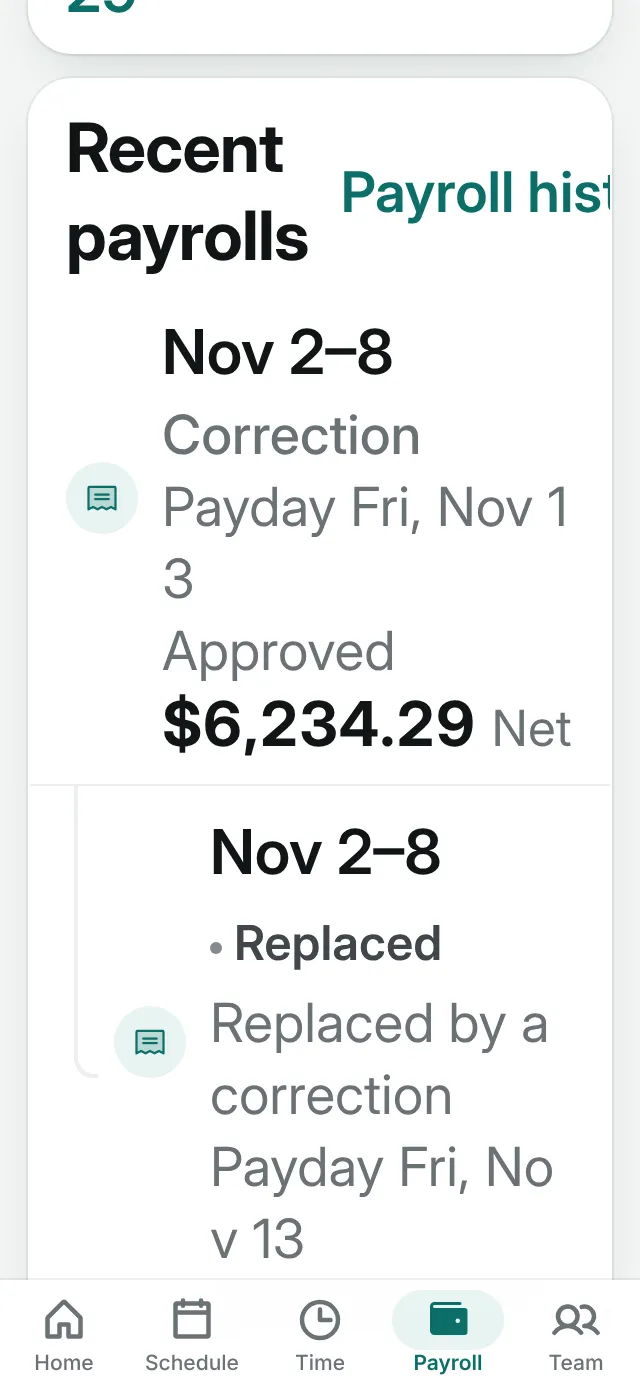 29
Recent
payrolls
Payroll hist
Nov 2–8
Correction
Payday Fri, Nov 1
3
Approved
$6,234.29 Net
Nov 2–8
• Replaced
Replaced by a
correction
Payday Fri, No
v 13
Home
Schedule
Time
Payroll
Team